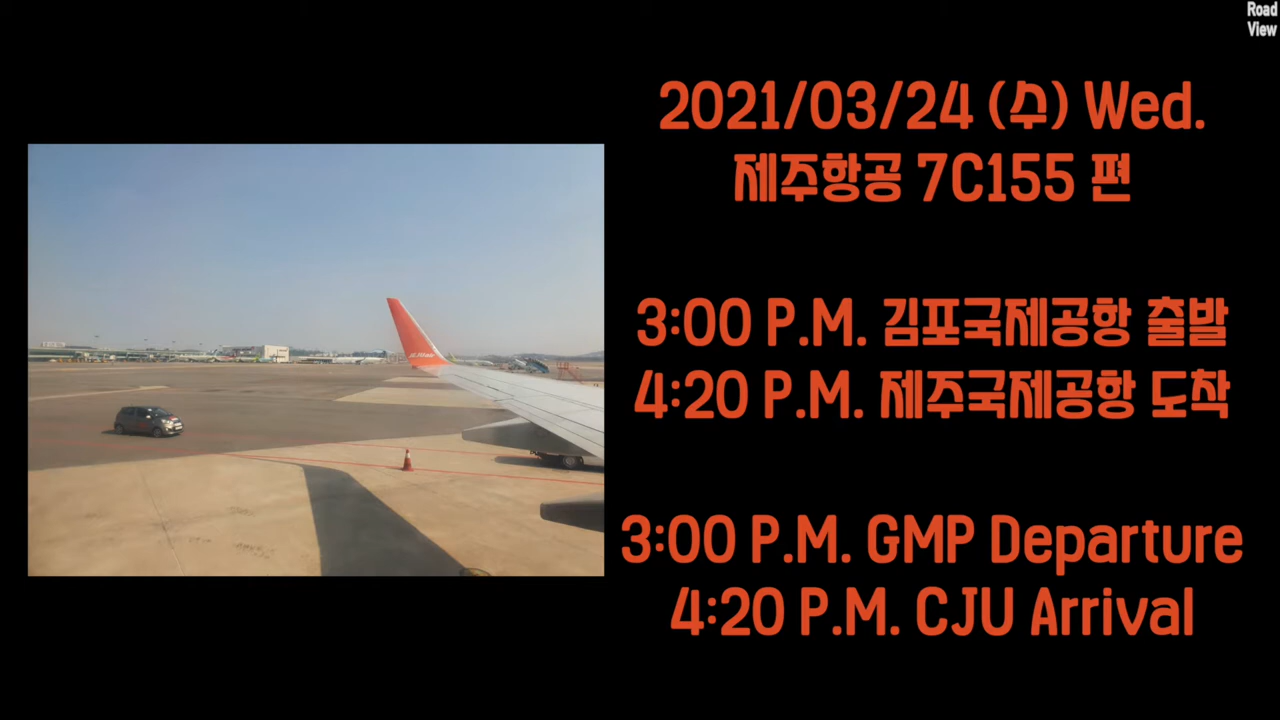 Road
View
2021/03/24 (수) Wed.
제주항공 7C155 편
3:00 P.M. 김포국제공항 출발
4:20 P.M. 제주국제공항 도착
3:00 P.M. GMP Departure
4:20 P.M. CJU Arrival